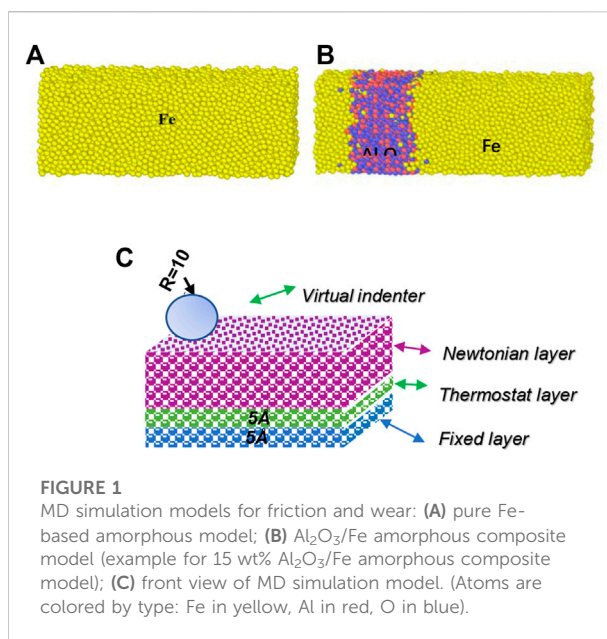 A
B
Fe
Fe
C
R=10
Virtual indenter
Newtonian layer
Thermostat layer
5A
5A
Fixed layer
FIGURE 1
MD simulation models for friction and wear: (A) pure Fe-
based amorphous model; (B) Al₂O₃/Fe amorphous composite
model (example for 15 wt% Al₂O₃/Fe amorphous composite
model); (C) front view of MD simulation model. (Atoms are
colored by type: Fe in yellow, Al in red, O in blue).